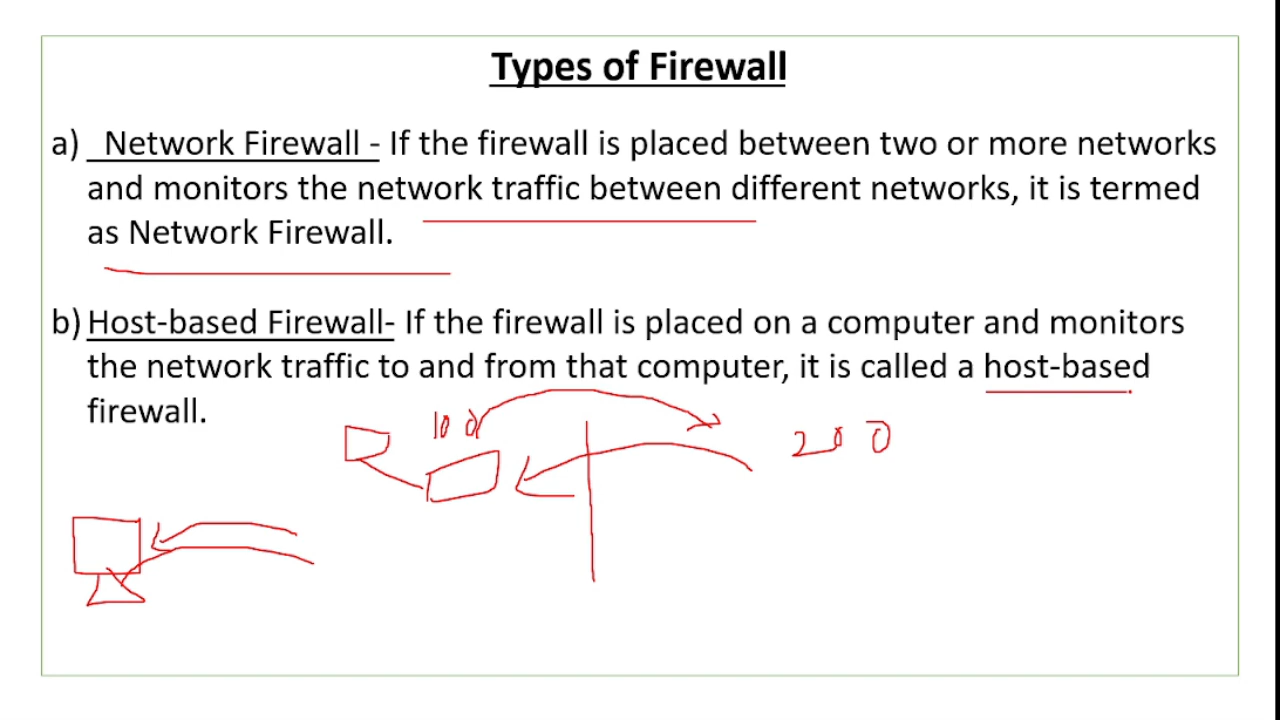 Types of Firewall
a) Network Firewall - If the firewall is placed between two or more networks
and monitors the network traffic between different networks, it is termed
as Network Firewall.
b) Host-based Firewall- If the firewall is placed on a computer and monitors
the network traffic to and from that computer, it is called a host-based
firewall.
100
200